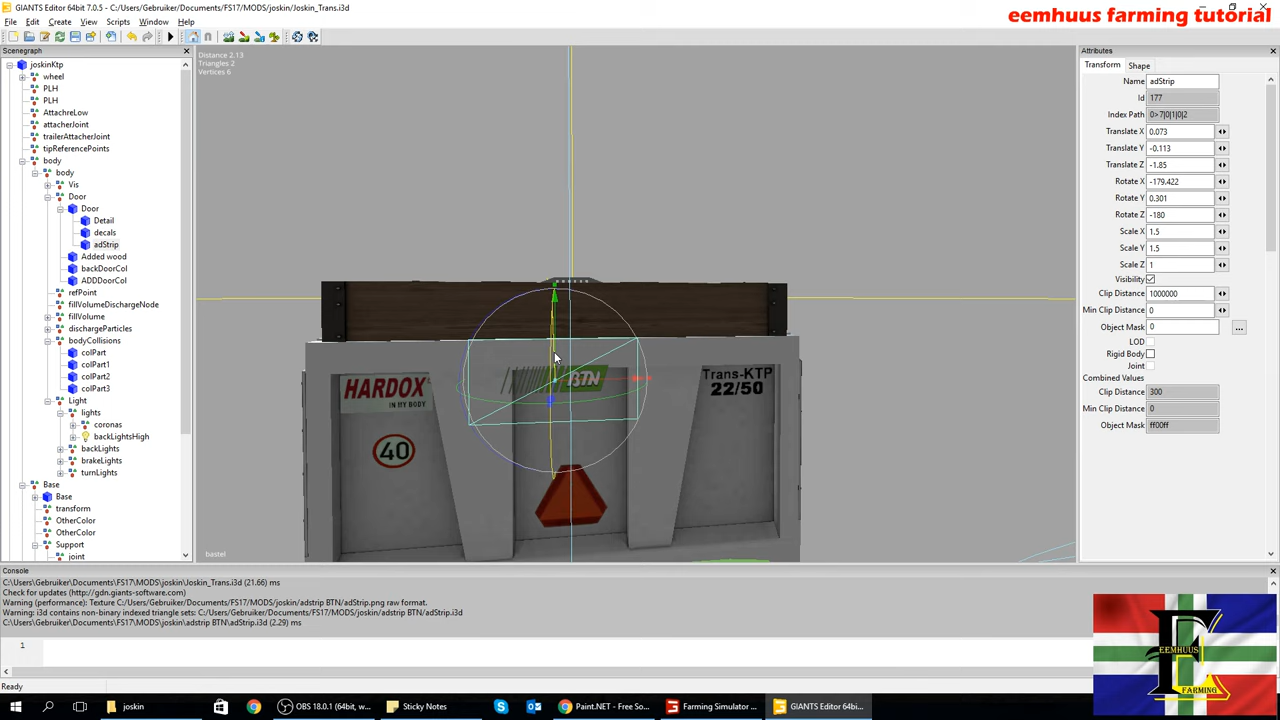 GIANTS Editor 64bit 7.0.5 - C:/Users/Gebruiker/Documents/FS17/MODS/joskin/Joskin_Trans.i3d
eemhuus farming tutorial
File Edit Create View Scripts Window Help
Scenegraph
joskinKtp
wheel
PLH
PLH
AttachreLow
attacherJoint
trailerAttacherJoint
tipReferencePoints
body
body
Vis
Door
Door
Detail
decals
adStrip
Added wood
backDoorCol
ADDDoorCol
refPoint
fillVolumeDischargeNode
fillVolume
dischargeParticles
bodyCollisions
colPart
colPart1
colPart2
colPart3
Light
lights
coronas
backLightsHigh
backLights
brakeLights
turnLights
Base
Base
transform
OtherColor
OtherColor
Support
joint
Distance 2.13
Triangles 2
Vertices 6
HARDOX
IN MY BODY
40
BTN
Trans-KTP
22/50
bastel
Attributes
Transform Shape
Name adStrip
Id 177
Index Path 0>7|0|1|0|2
Translate X 0.073
Translate Y -0.113
Translate Z -1.85
Rotate X -179.422
Rotate Y 0.301
Rotate Z -180
Scale X 1.5
Scale Y 1.5
Scale Z 1
Visibility
Clip Distance 1000000
Min Clip Distance 0
Object Mask 0 ...
LOD
Rigid Body
Joint
Combined Values
Clip Distance 300
Min Clip Distance 0
Object Mask ff00ff
Console
C:/Users/Gebruiker/Documents/FS17/MODS/joskin/Joskin_Trans.i3d (21.66) ms
Check for updates (http://gdn.giants-software.com)
Warning (performance): Texture C:/Users/Gebruiker/Documents/FS17/MODS/joskin/adstrip BTN/adStrip.png raw format.
Warning: i3d contains non-binary indexed triangle sets: C:/Users/Gebruiker/Documents/FS17/MODS/joskin/adstrip BTN/adStrip.i3d
C:/Users/Gebruiker/Documents\FS17\MODS\joskin\adstrip BTN\adStrip.i3d (2.29) ms
1
Ready
EEMHUUS
FARMING
joskin
OBS 18.0.1 (64bit, w...
Sticky Notes
Paint.NET - Free So...
Farming Simulator ...
GIANTS Editor 64bi...